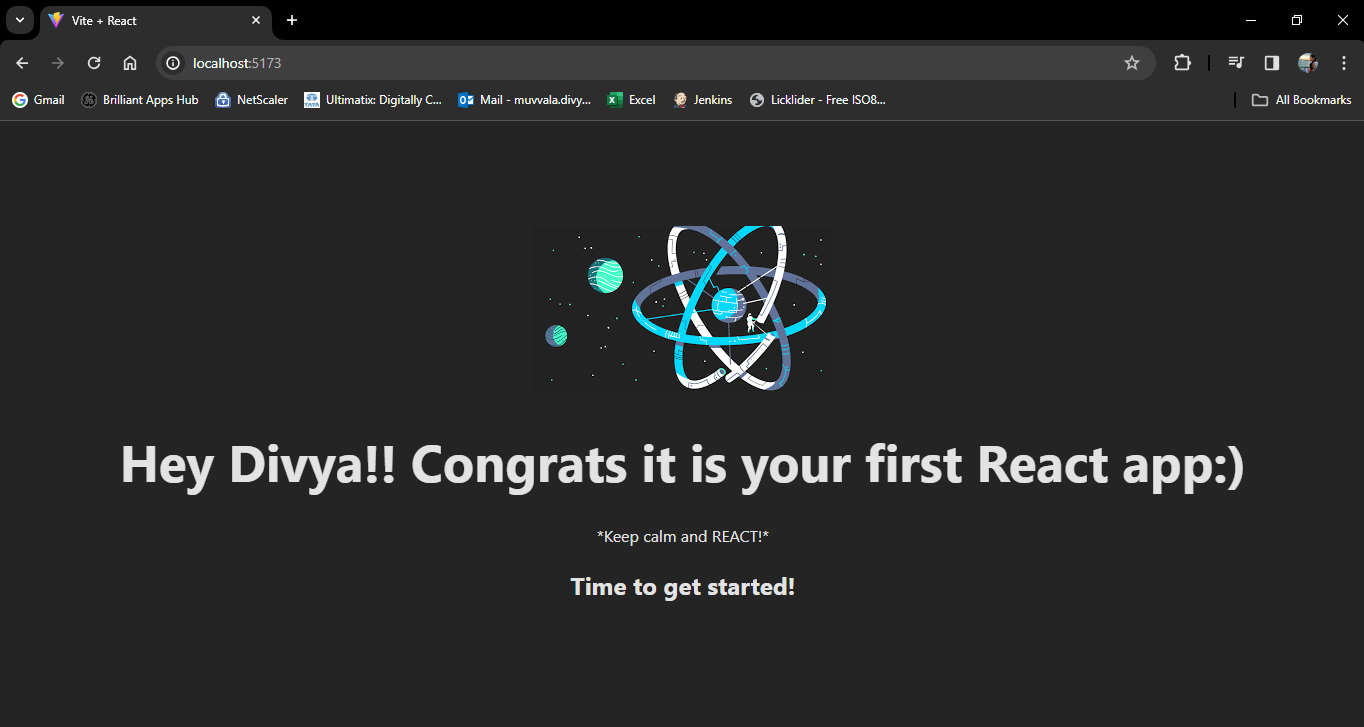 Vite + React
localhost:5173
Gmail Brilliant Apps Hub NetScaler Ultimatix: Digitally C... Mail - muvvala.divy... Excel Jenkins Licklider - Free ISO8... All Bookmarks
Hey Divya!! Congrats it is your first React app:)
*Keep calm and REACT!*
Time to get started!